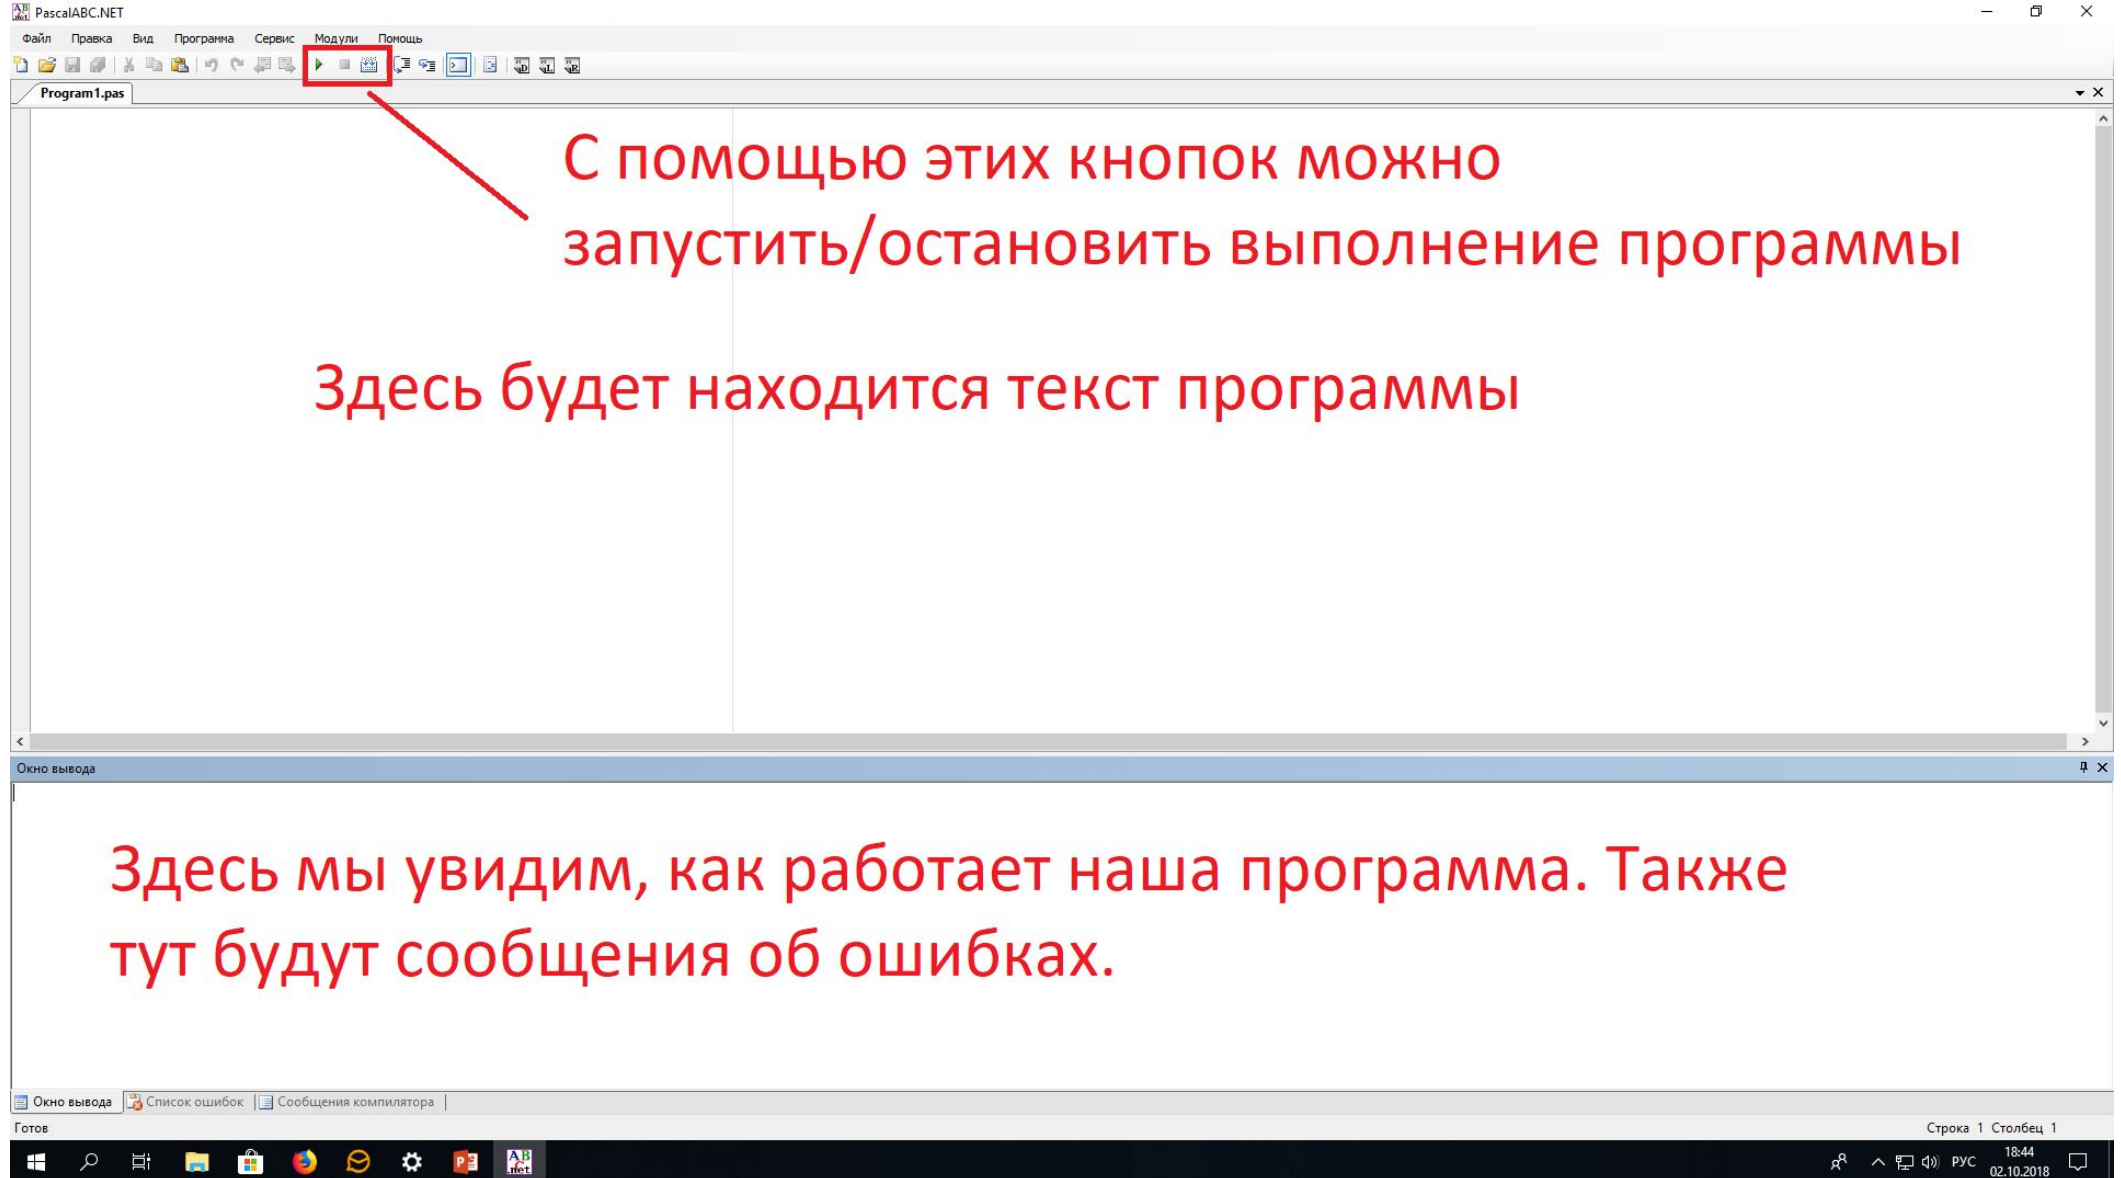 PascalABC.NET
Файл Правка Вид Программа Сервис Модули Помощь
Program1.pas
С помощью этих кнопок можно
запустить/остановить выполнение программы
Здесь будет находится текст программы
Окно вывода
Здесь мы увидим, как работает наша программа. Также
тут будут сообщения об ошибках.
Окно вывода Список ошибок Сообщения компилятора
Готов Строка 1 Столбец 1
РУС 18:44
02.10.2018